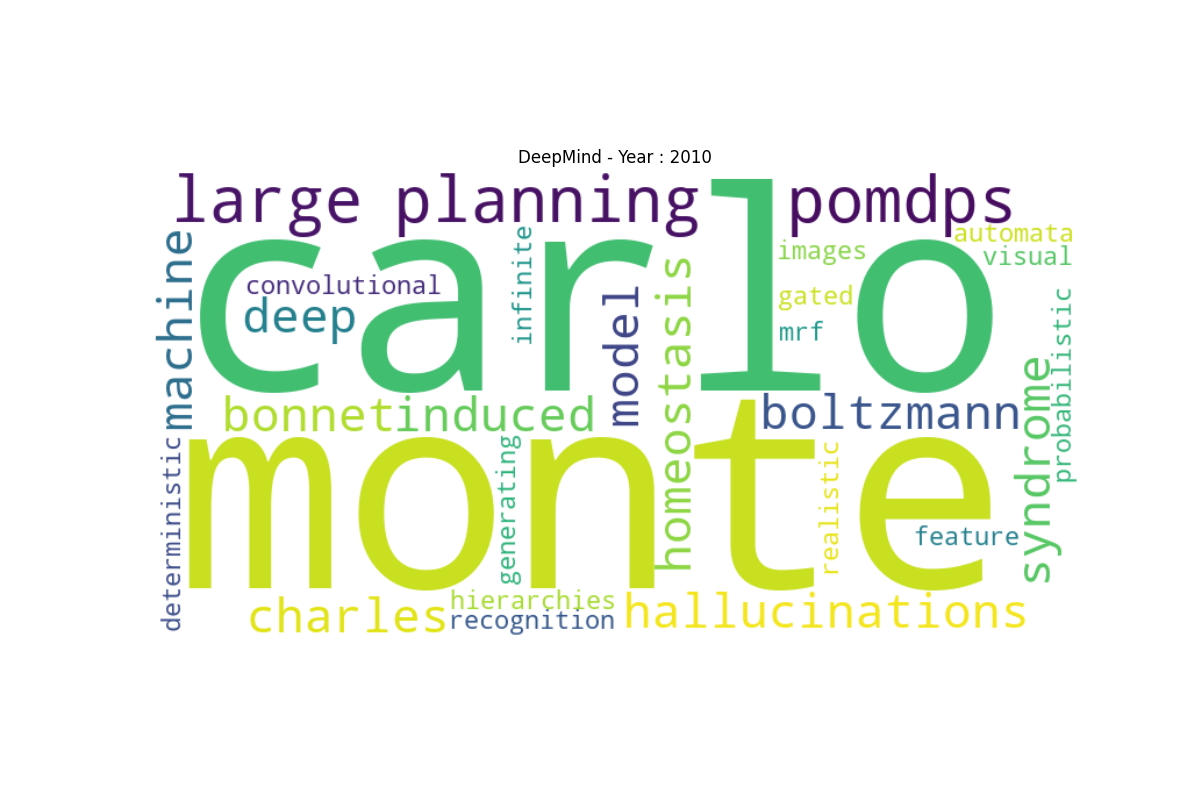 DeepMind - Year : 2010
large planning
pomdps
carlo
automata
images
visual
machine
infinite
convolutional
deep
model
homeostasis
gated
mrf
probabilistic
bonnet
induced
boltzmann
syndrome
monte
deterministic
generating
realistic
feature
charles
hierarchies
recognition
hallucinations